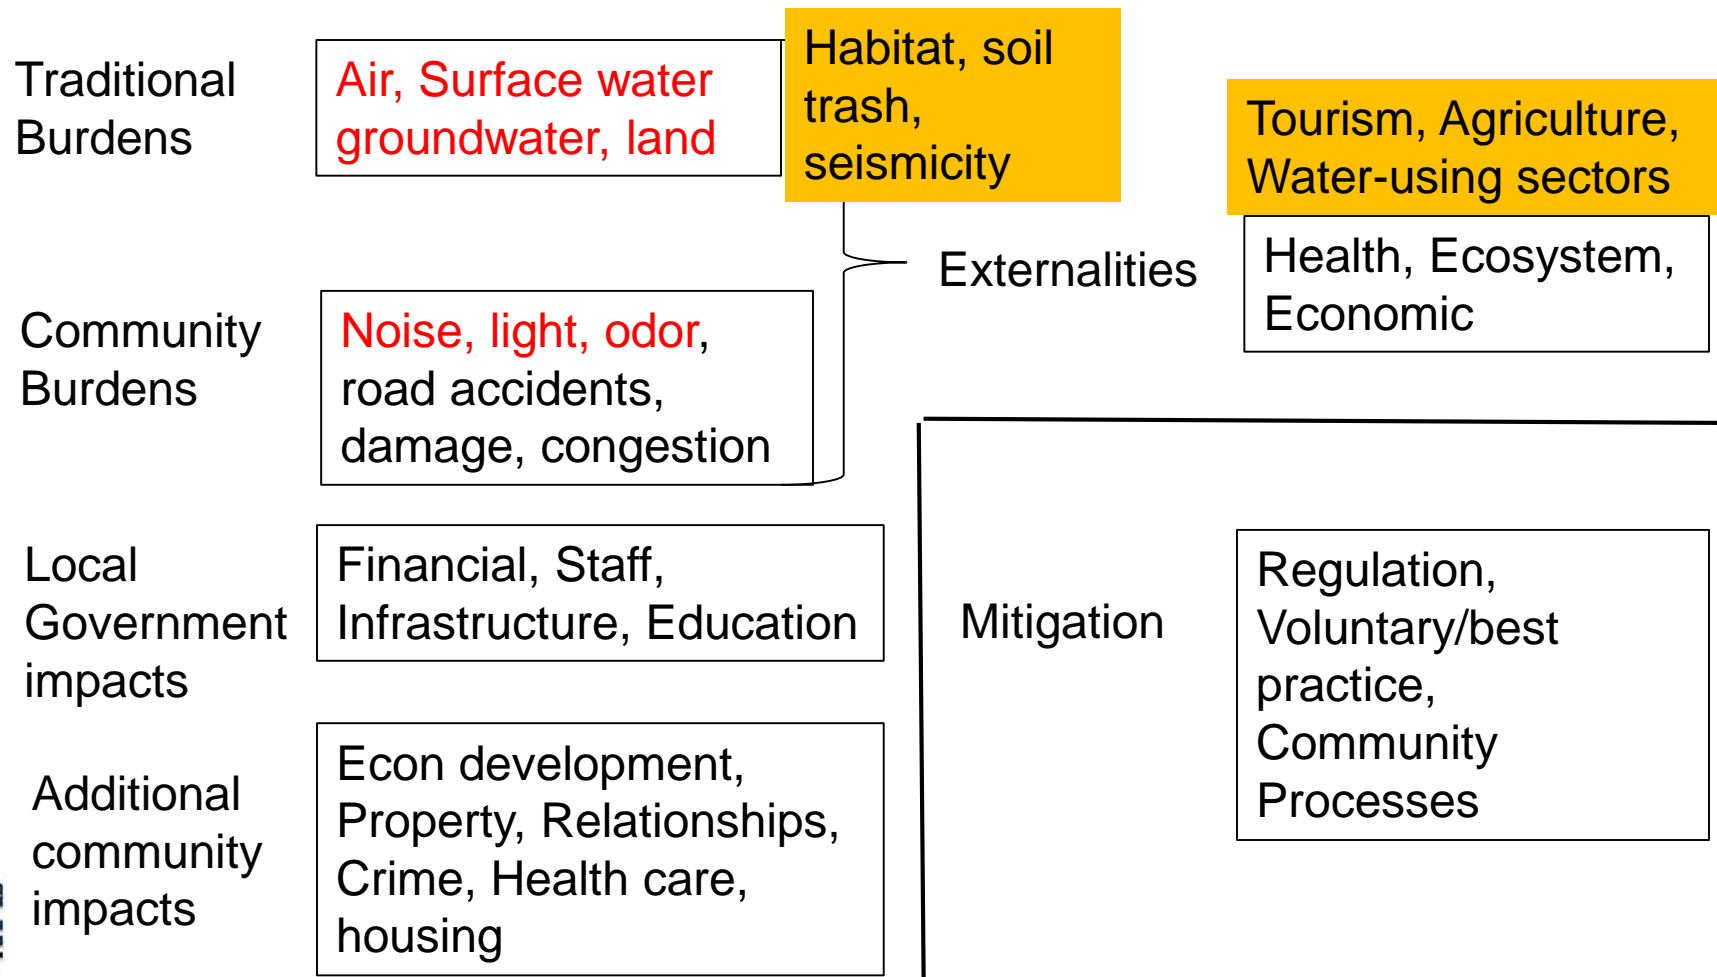 Traditional
Burdens
Air, Surface water
groundwater, land
Habitat, soil
trash,
seismicity
Tourism, Agriculture,
Water-using sectors
Externalities
Health, Ecosystem,
Economic
Community
Burdens
Noise, light, odor,
road accidents,
damage, congestion
Local
Government
impacts
Financial, Staff,
Infrastructure, Education
Mitigation
Regulation,
Voluntary/best
practice,
Community
Processes
Additional
community
impacts
Econ development,
Property, Relationships,
Crime, Health care,
housing